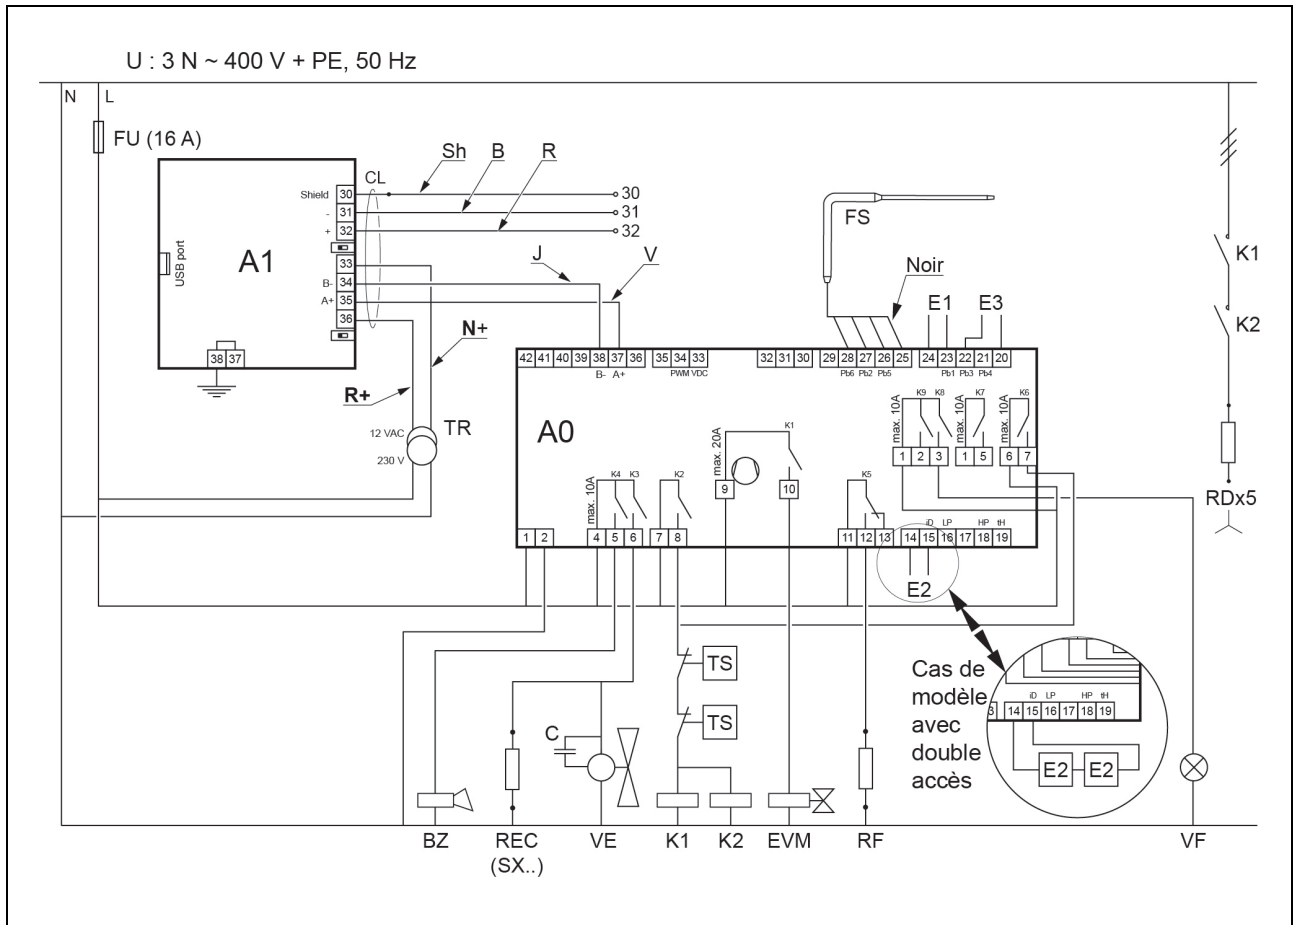 U : 3 N ~ 400 V + PE, 50 Hz
N L
FU (16 A)
CL Sh B R
Shield 30 30
- 31 31
+ 32 32
33
B- 34
A+ 35
36
USB port
A1
38 37
J V
N+
R+
12 VAC
230 V
TR
FS
Noir
E1 E3
K1
K2
RDx5
42 41 40 39 38 37 36 35 34 33 32 31 30 29 28 27 26 25 24 23 22 21 20
B- A+ PWM VDC Pb6 Pb2 Pb5 Pb1 Pb3 Pb4
A0
max. 10A K9 K8 max. 10A K7 max. 10A K6
1 2 3 1 5 6 7
max. 20A K1
9 10
max. 10A K4 K3 K2 K5
iD LP HP tH
1 2 4 5 6 7 8 11 12 13 14 15 16 17 18 19
E2
TS
TS
C
Cas de
modèle
avec
double
accès
iD LP HP tH
3 14 15 16 17 18 19
E2 E2
BZ REC VE K1 K2 EVM RF VF
(SX..)